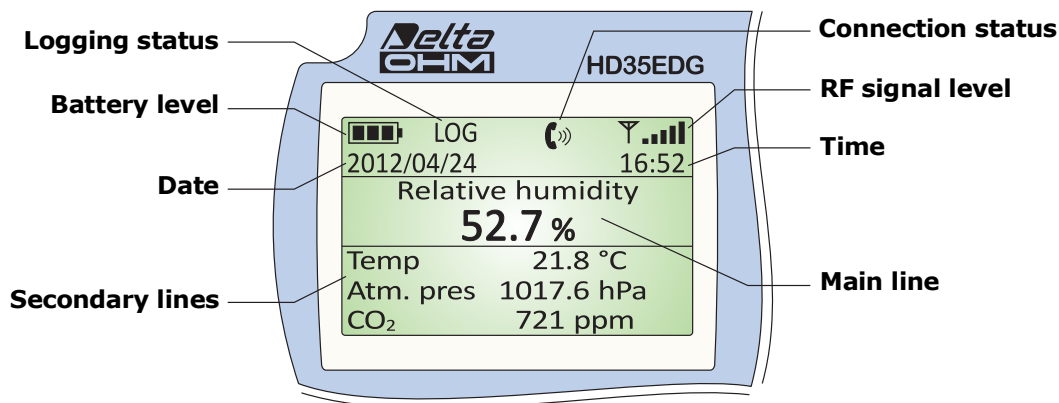 Delta
OHM
HD35EDG
Logging status
Connection status
Battery level
RF signal level
LOG
2012/04/24 16:52
Time
Date
Relative humidity
52.7 %
Temp 21.8 °C
Atm. pres 1017.6 hPa
CO₂ 721 ppm
Main line
Secondary lines